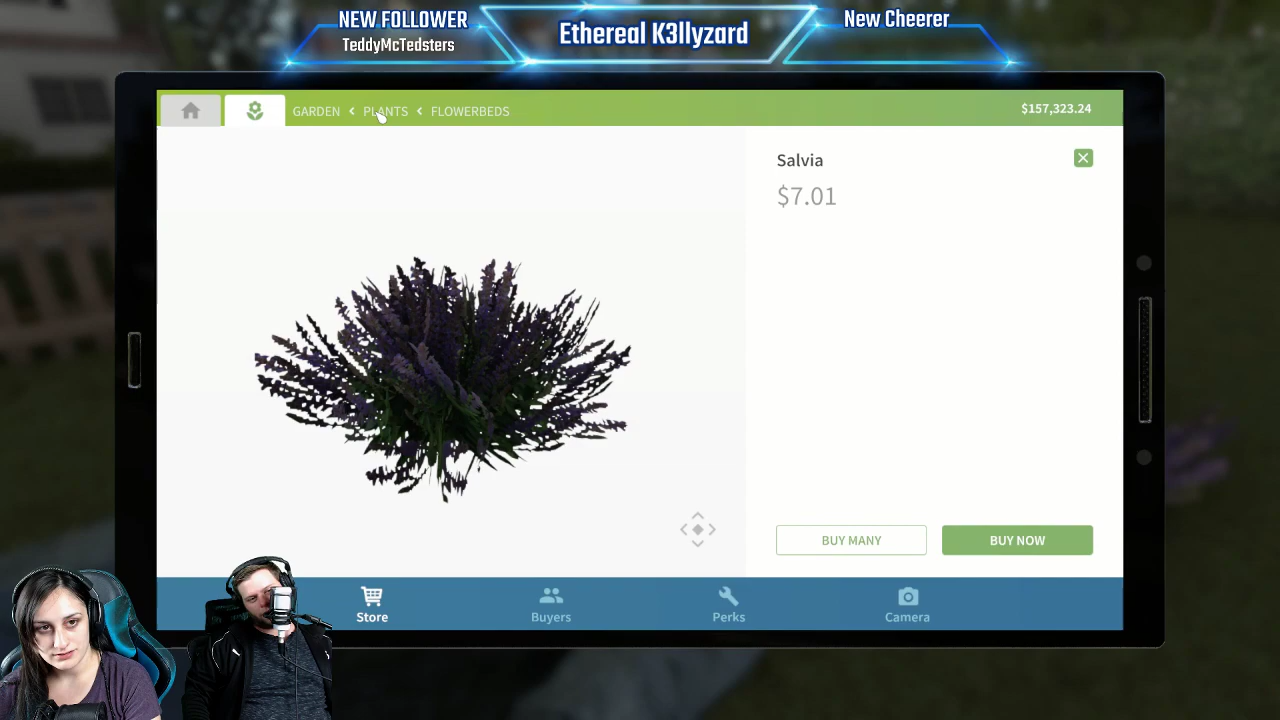 NEW FOLLOWER
TeddyMcTedsters
Ethereal K3llyzard
New Cheerer
GARDEN < PLANTS < FLOWERBEDS
$157,323.24
Salvia
$7.01
BUY MANY
BUY NOW
Store
Buyers
Perks
Camera